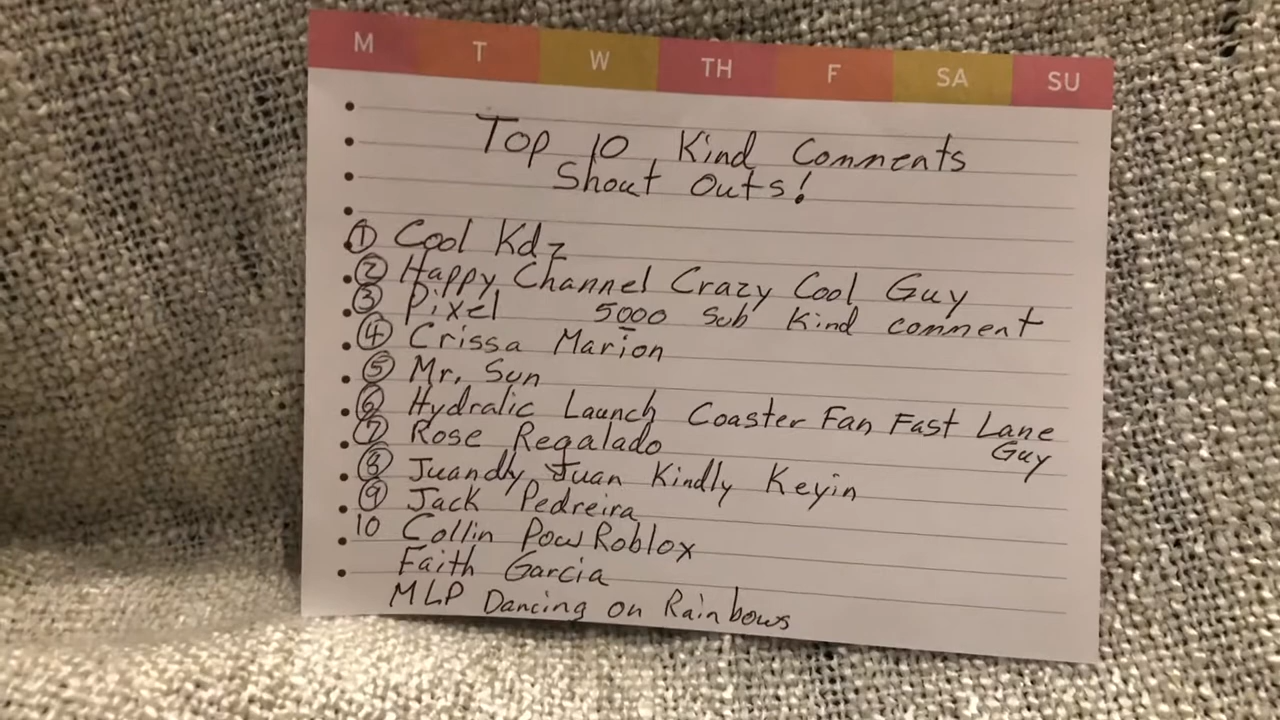 M T W TH F SA SU
Top 10 Kind Comments
Shout Outs!
① Cool Kdz
② Happy Channel Crazy Cool Guy
③ Pixel 5000 Sub Kind comment
④ Crissa Marion
⑤ Mr. Sun
⑥ Hydralic Launch Coaster Fan Fast Lane
Guy
⑦ Rose Regalado
⑧ Juandly Juan Kindly Keyin
⑨ Jack Pedreira
10 Collin Pow Roblox
Faith Garcia
MLP Dancing on Rainbows